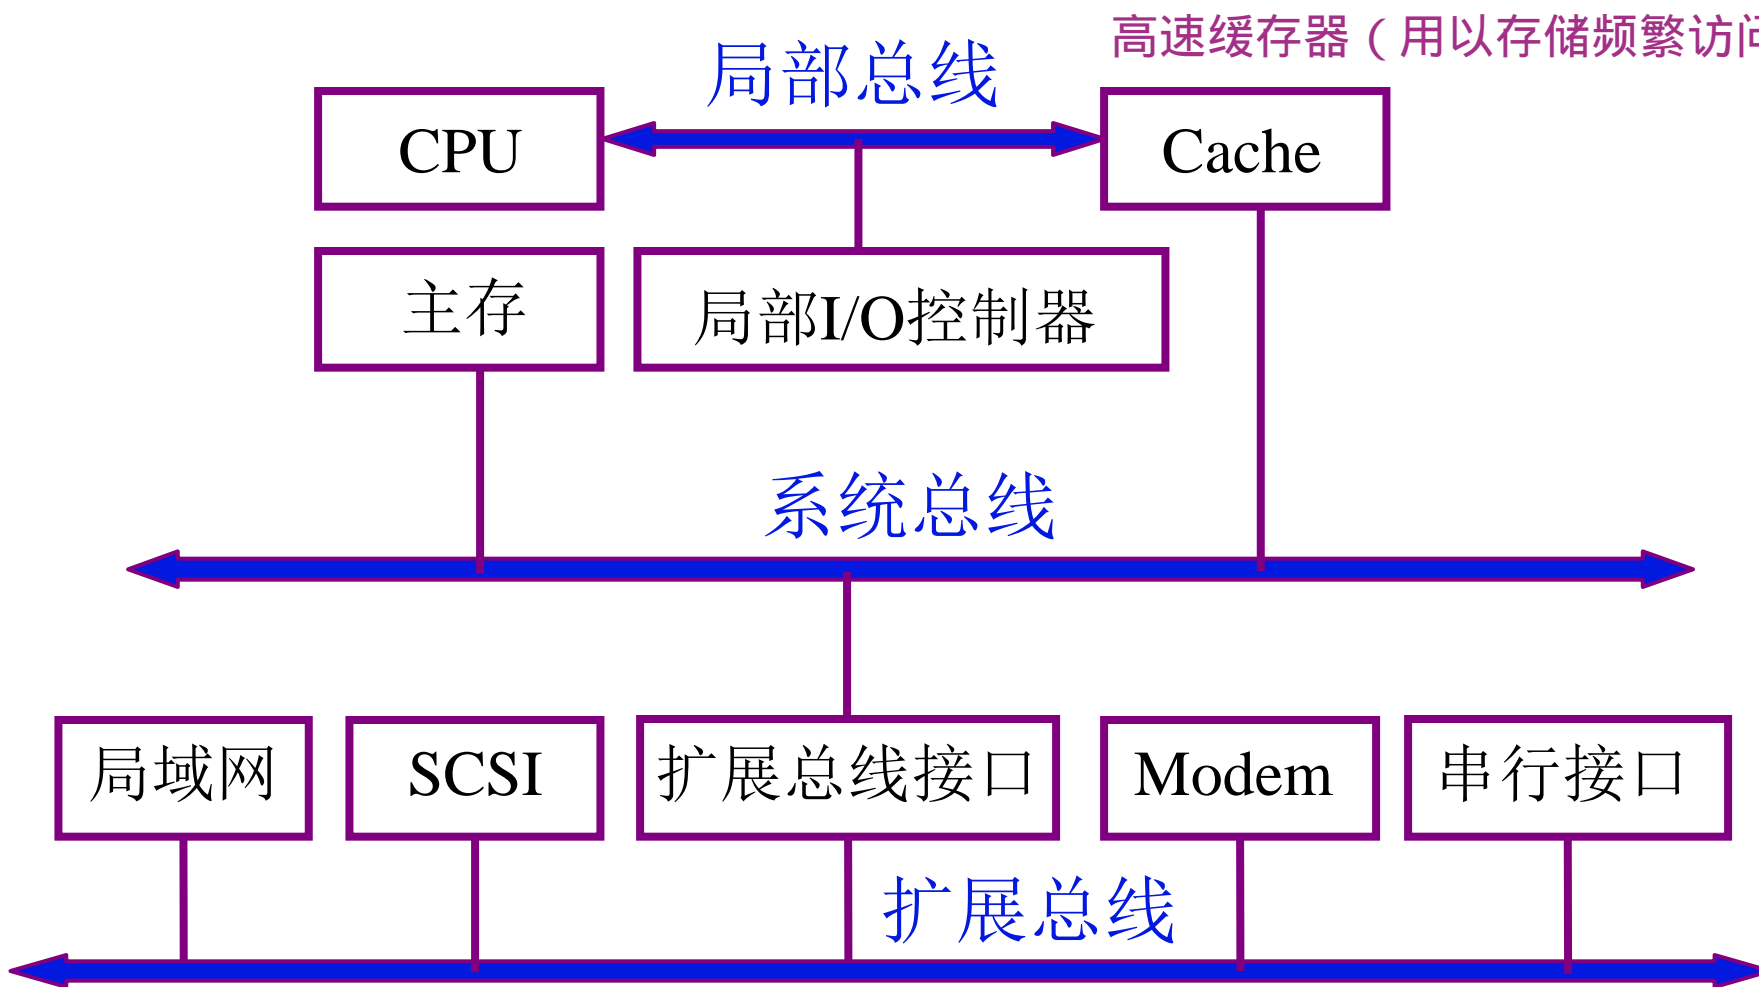 高速缓存器（用以存储频繁访
局部总线
CPU
Cache
主存
局部I/O控制器
系统总线
局域网
SCSI
扩展总线接口
Modem
串行接口
扩展总线